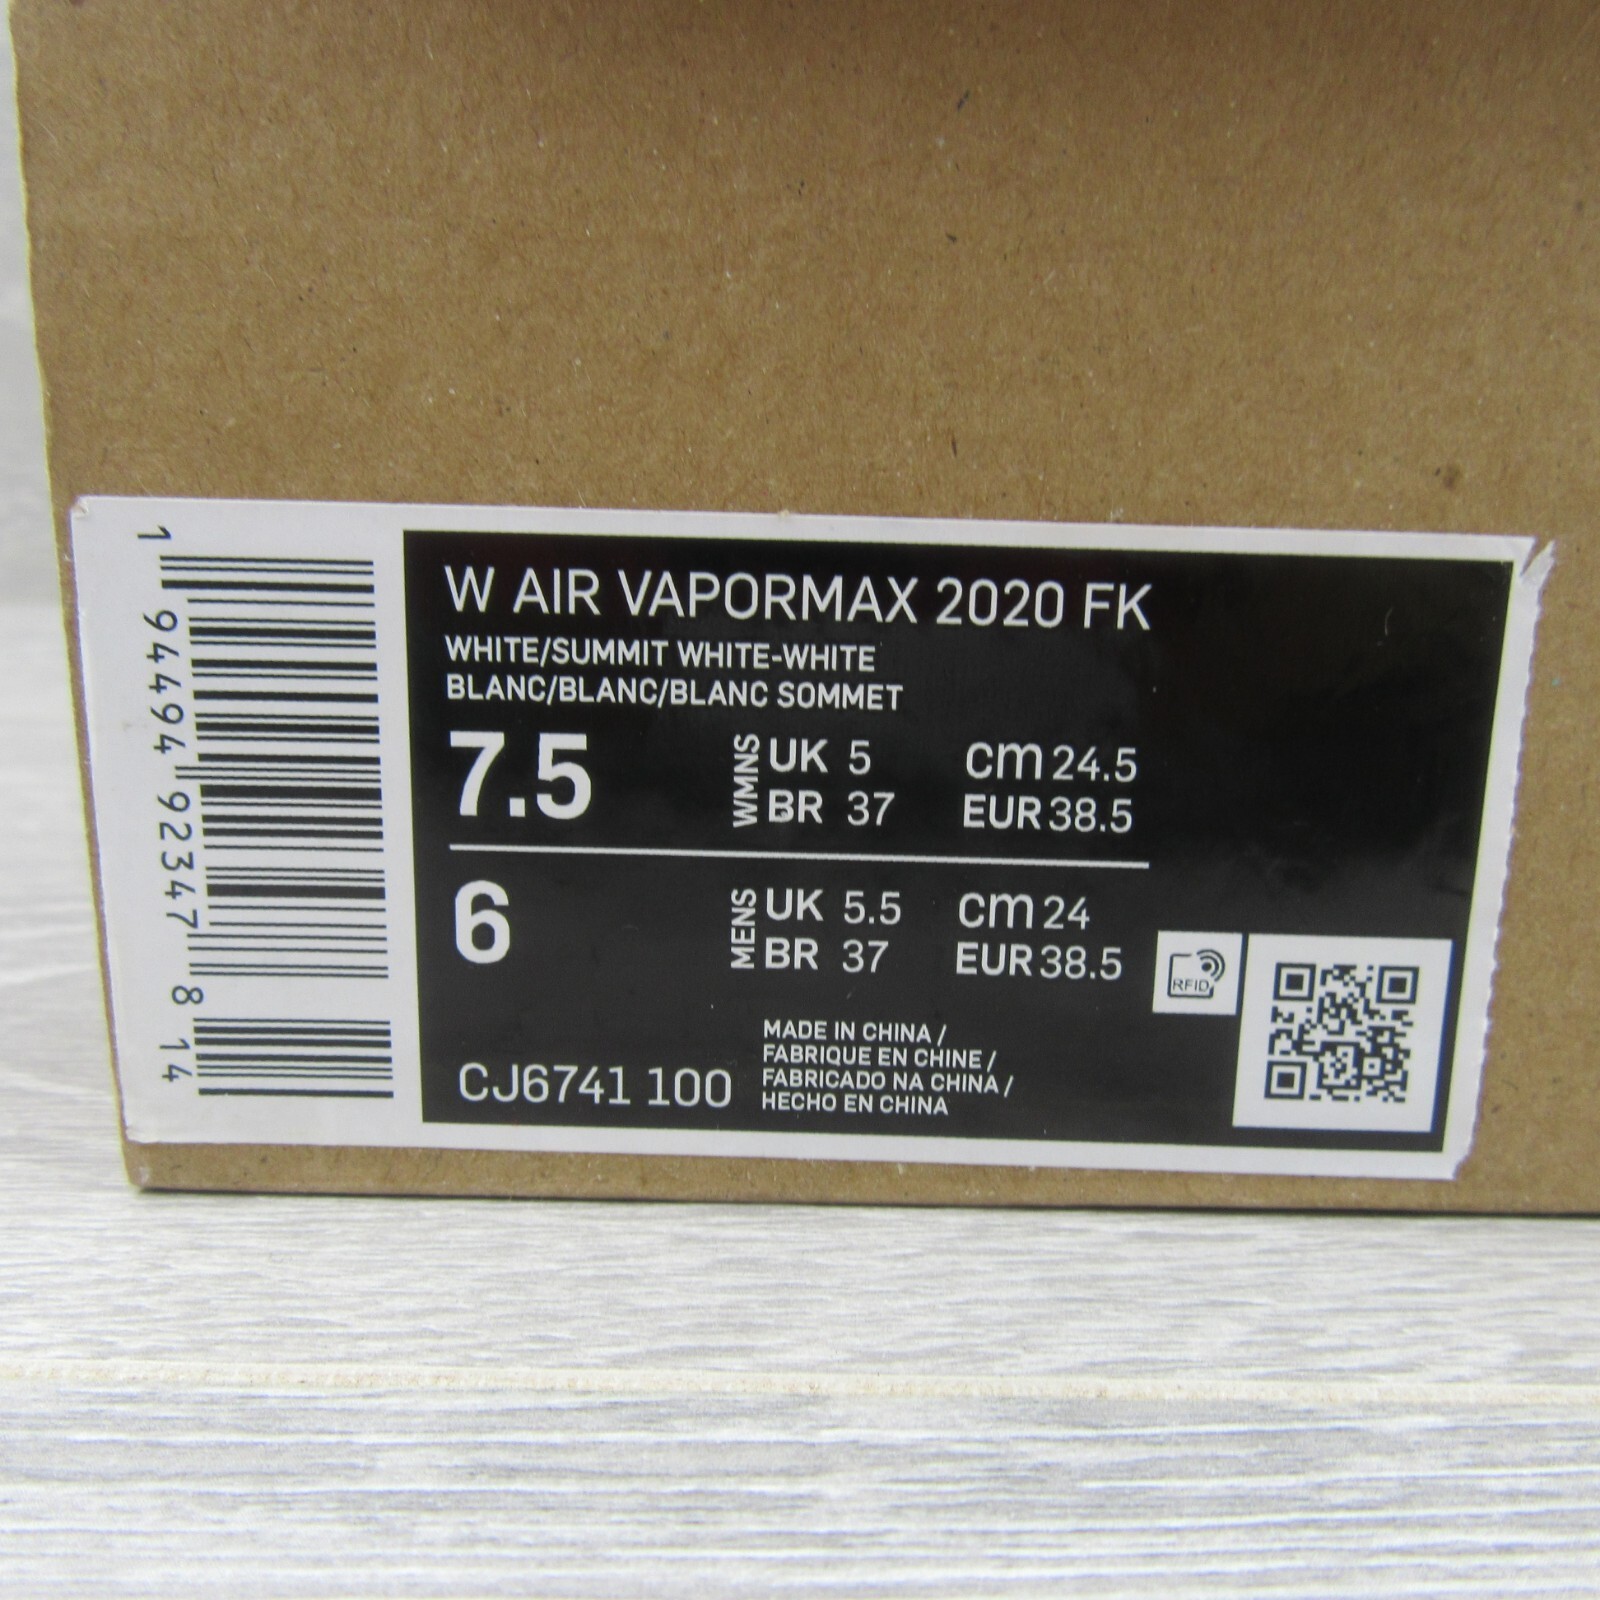 W AIR VAPORMAX 2020 FK
WHITE/SUMMIT WHITE-WHITE
BLANC/BLANC/BLANC SOMMET
7.5
WMNS
UK 5 cm 24.5
BR 37 EUR 38.5
6
MENS
UK 5.5 cm 24
BR 37 EUR 38.5
RFID
CJ6741 100
MADE IN CHINA /
FABRIQUE EN CHINE /
FABRICADO NA CHINA /
HECHO EN CHINA
1 94494 92347 8 14